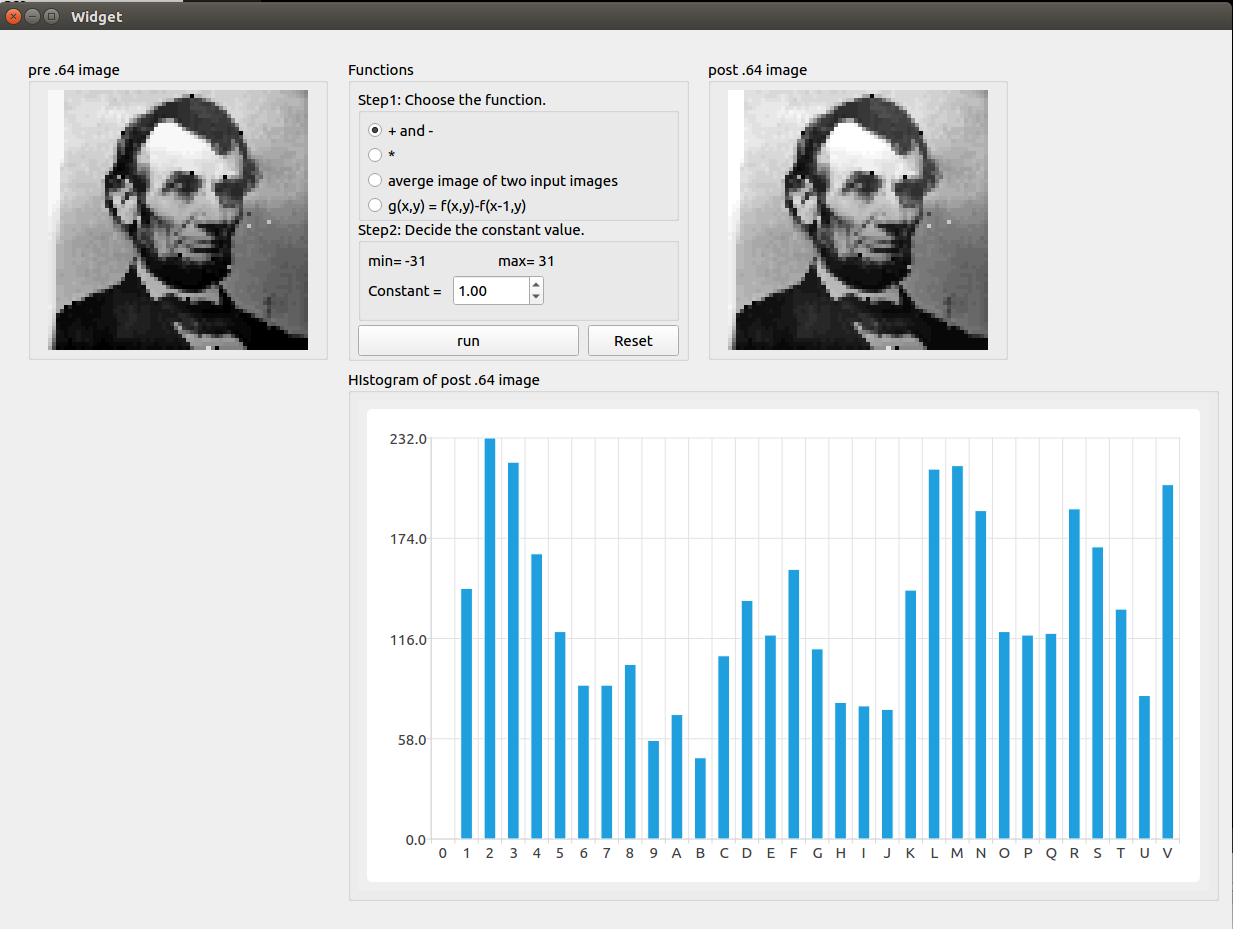 Widget
pre .64 image
Functions
post .64 image
Step1: Choose the function.
+ and -
*
averge image of two input images
g(x,y) = f(x,y)-f(x-1,y)
Step2: Decide the constant value.
min= -31 max= 31
Constant = 1.00
run Reset
HIstogram of post .64 image
232.0
174.0
116.0
58.0
0.0
0 1 2 3 4 5 6 7 8 9 A B C D E F G H I J K L M N O P Q R S T U V